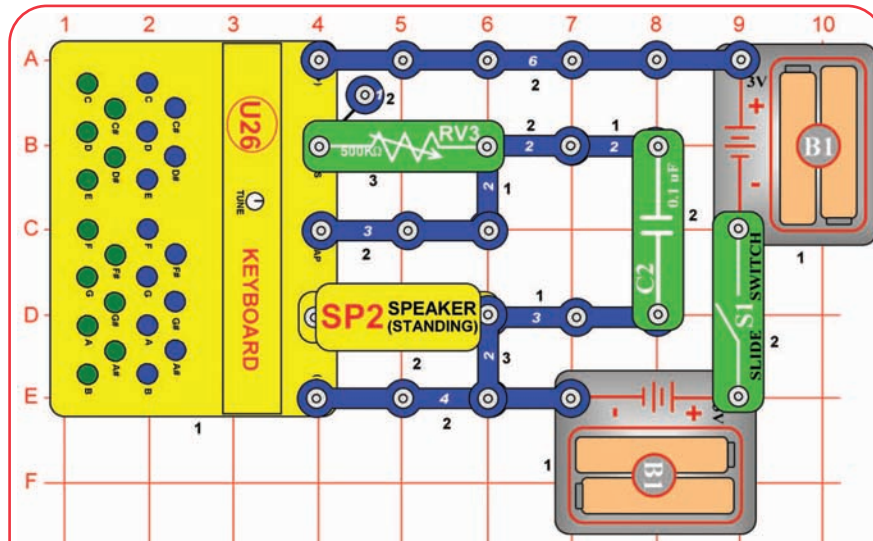 1 2 3 4 5 6 7 8 9 10
A
B
C
D
E
F
C
C#
D
D#
E
F
F#
G
G#
A
A#
B
C
C#
D
D#
E
F
F#
G
G#
A
A#
B
U26
TUNE
KEYBOARD
1
6
2
1
2
RV3
500KΩ
3
2
2
1
2
2
1
3
2
0.1 uF
C2
2
SP2 SPEAKER
(STANDING)
2
1
3
2
3
4
2
3V
+
-
B1
1
S1
SLIDE SWITCH
2
-
+
B1
1